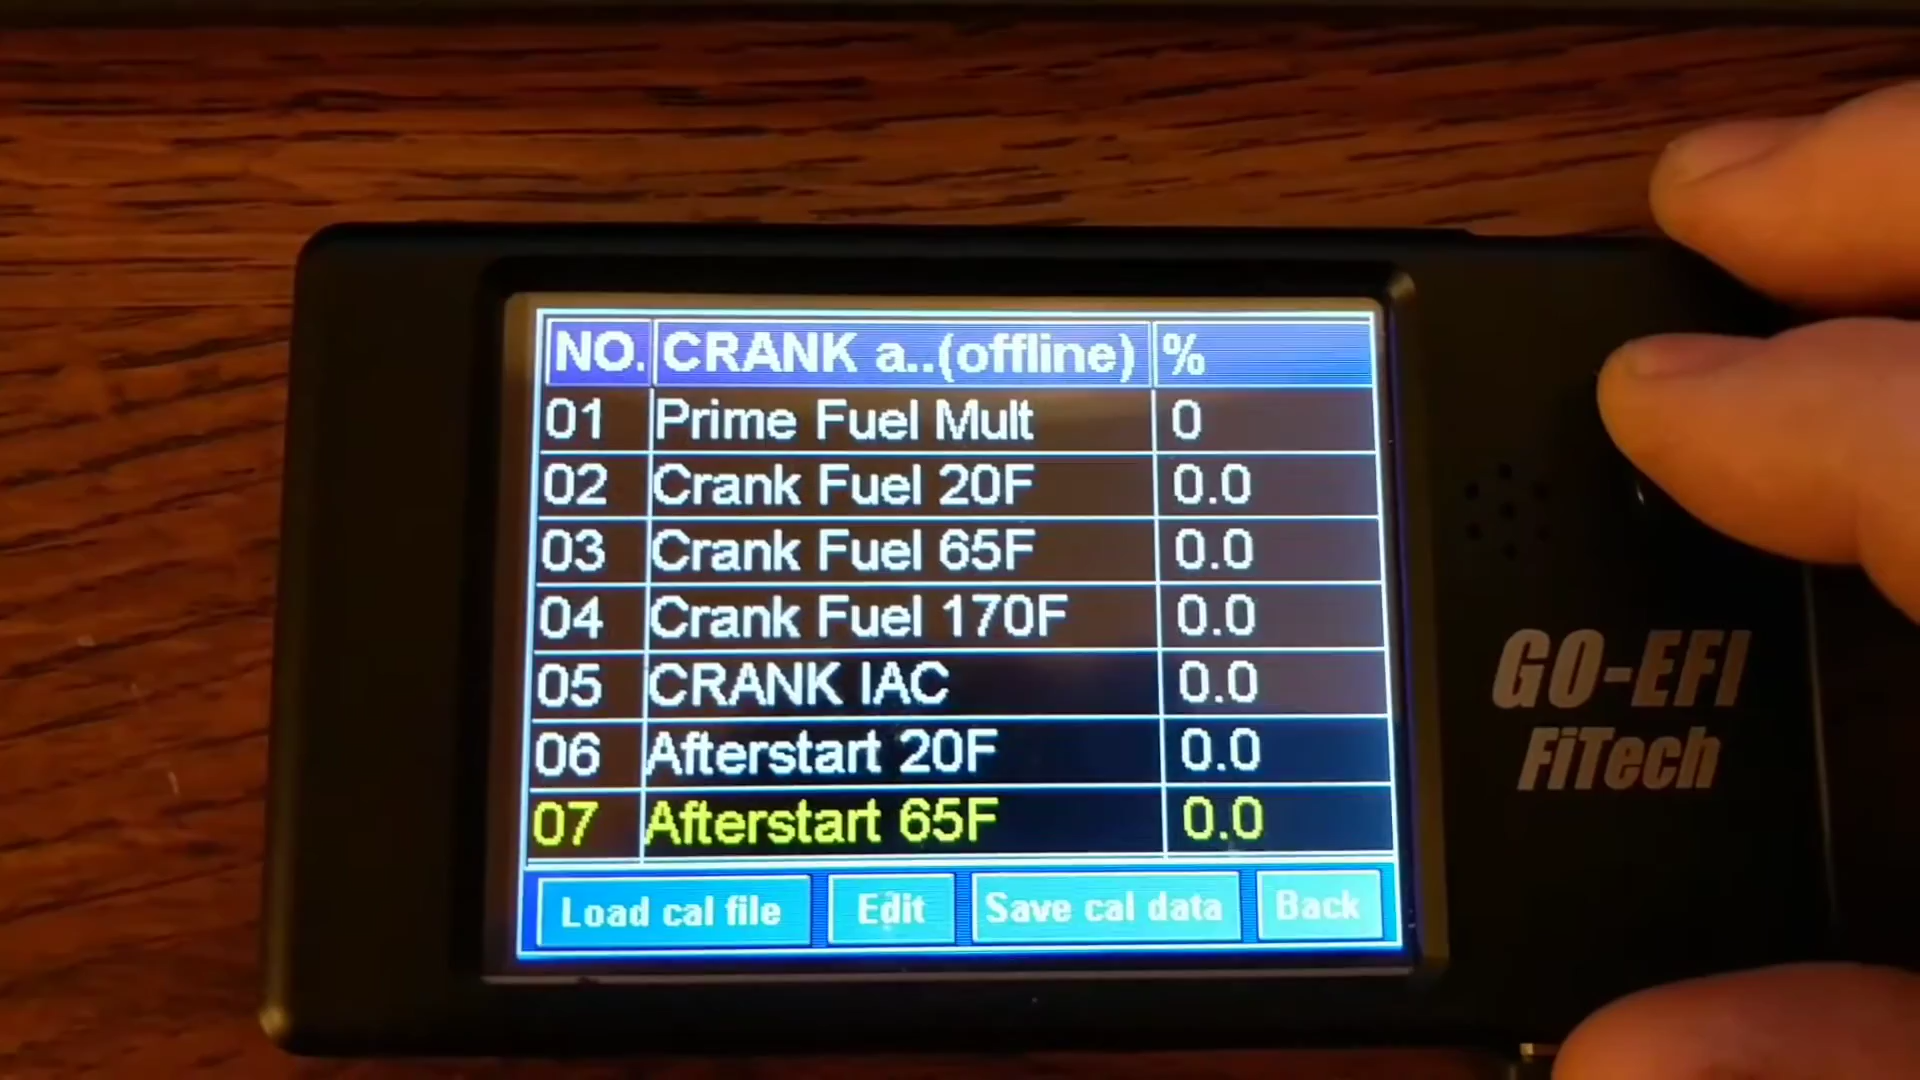 NO. CRANK a..(offline) %
01 Prime Fuel Mult 0
02 Crank Fuel 20F 0.0
03 Crank Fuel 65F 0.0
04 Crank Fuel 170F 0.0
05 CRANK IAC 0.0
06 Afterstart 20F 0.0
07 Afterstart 65F 0.0
Load cal file Edit Save cal data Back
GO-EFI
FiTech